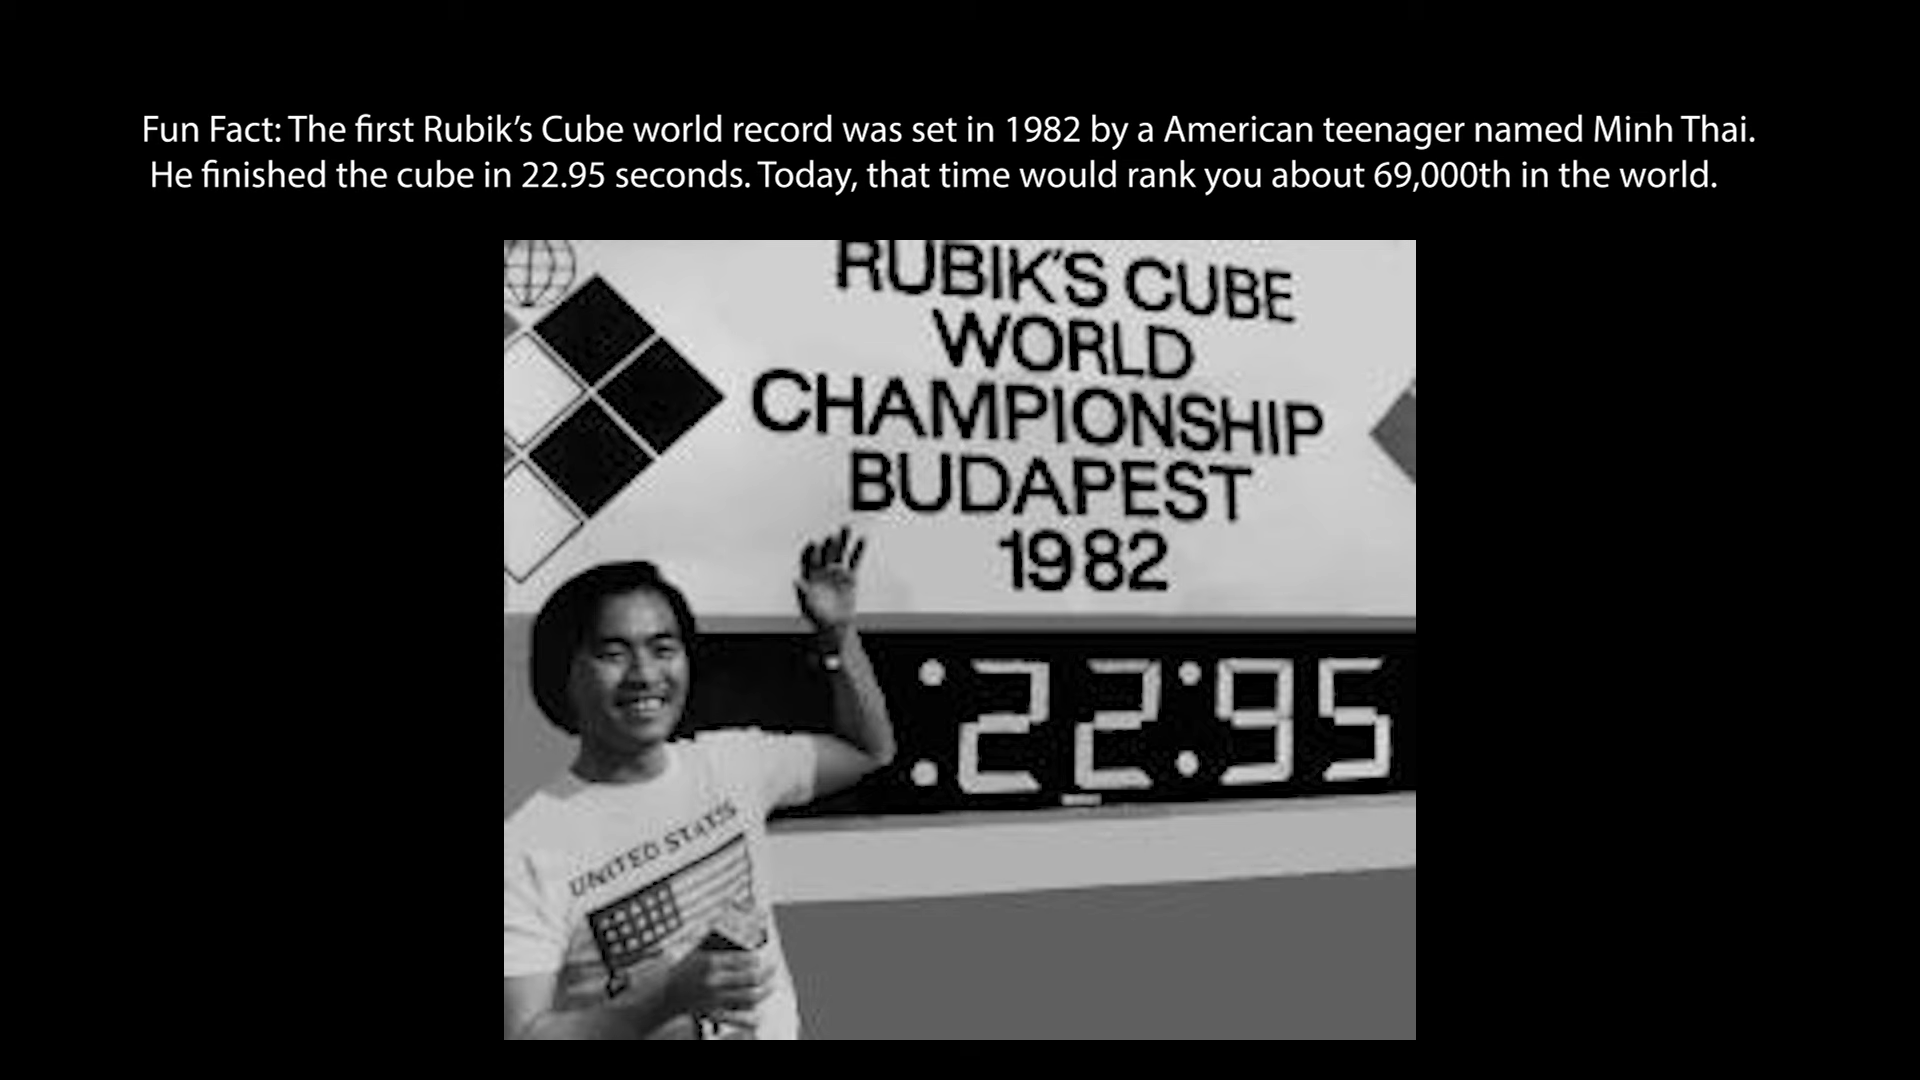 Fun Fact: The first Rubik’s Cube world record was set in 1982 by a American teenager named Minh Thai.
He finished the cube in 22.95 seconds. Today, that time would rank you about 69,000th in the world.
RUBIK'S CUBE
WORLD
CHAMPIONSHIP
BUDAPEST
1982
:22:95
UNITED STATES